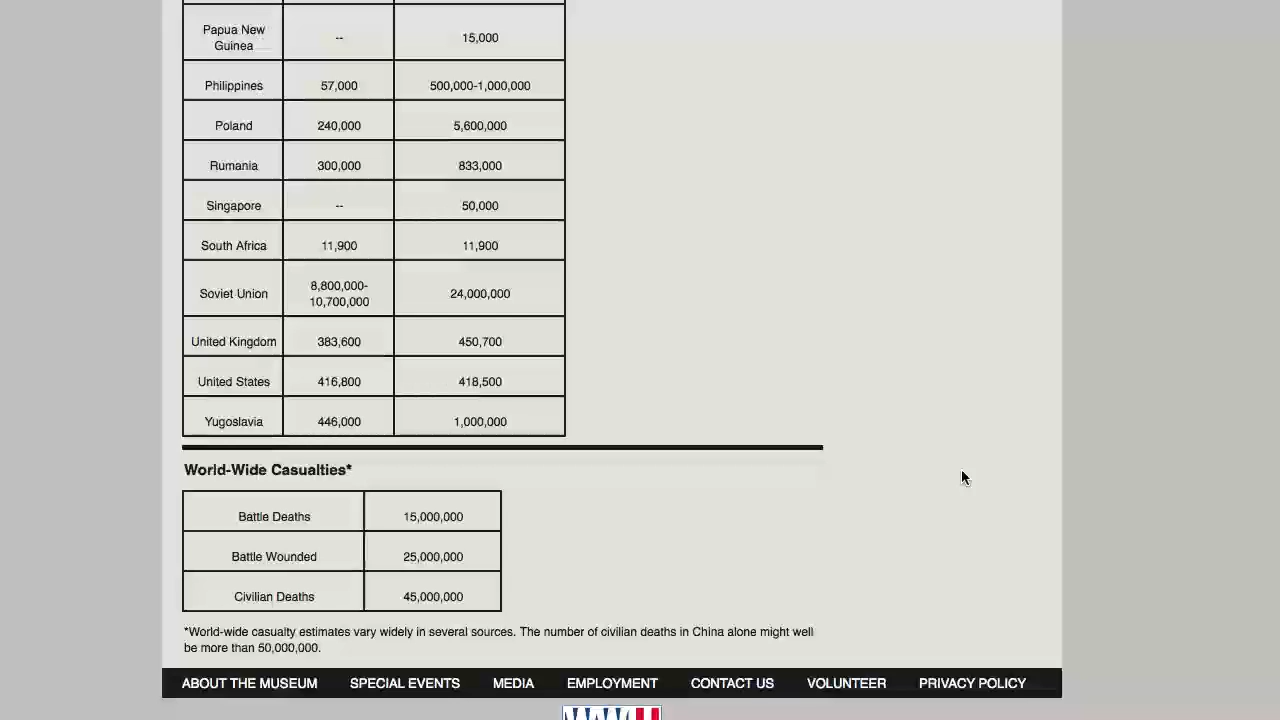 Papua New
Guinea -- 15,000
Philippines 57,000 500,000-1,000,000
Poland 240,000 5,600,000
Rumania 300,000 833,000
Singapore -- 50,000
South Africa 11,900 11,900
Soviet Union 8,800,000-
10,700,000 24,000,000
United Kingdom 383,600 450,700
United States 416,800 418,500
Yugoslavia 446,000 1,000,000
World-Wide Casualties*
Battle Deaths 15,000,000
Battle Wounded 25,000,000
Civilian Deaths 45,000,000
*World-wide casualty estimates vary widely in several sources. The number of civilian deaths in China alone might well
be more than 50,000,000.
ABOUT THE MUSEUM SPECIAL EVENTS MEDIA EMPLOYMENT CONTACT US VOLUNTEER PRIVACY POLICY